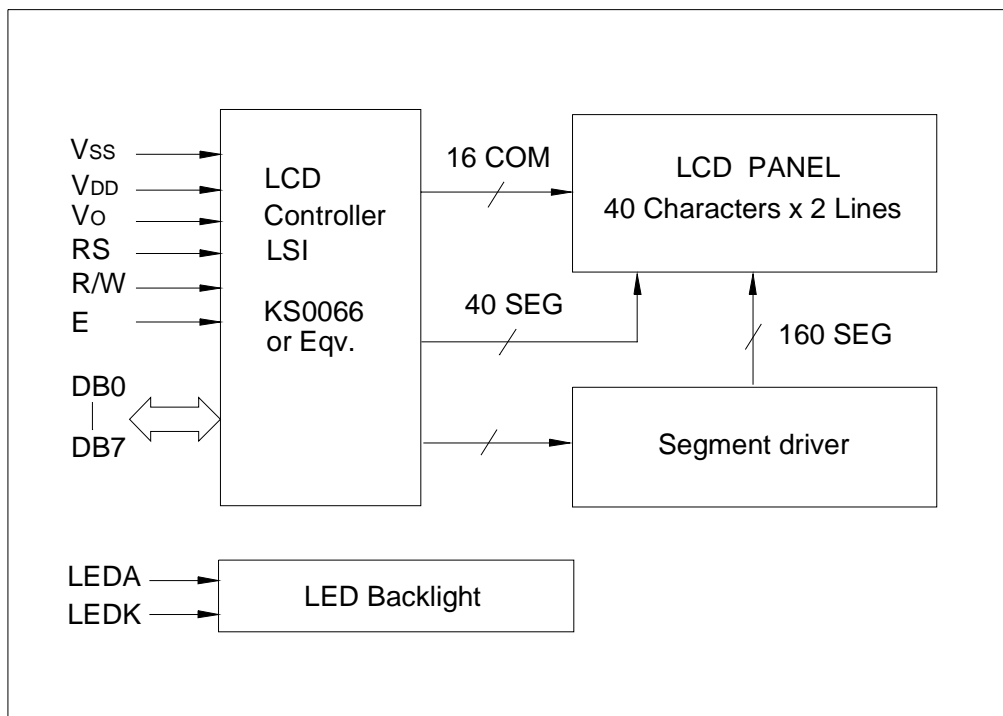 Vss
VDD
Vo
RS
R/W
E
DB0
DB7
LCD
Controller
LSI
KS0066
or Eqv.
16 COM
40 SEG
LCD PANEL
40 Characters x 2 Lines
160 SEG
Segment driver
LEDA
LEDK
LED Backlight